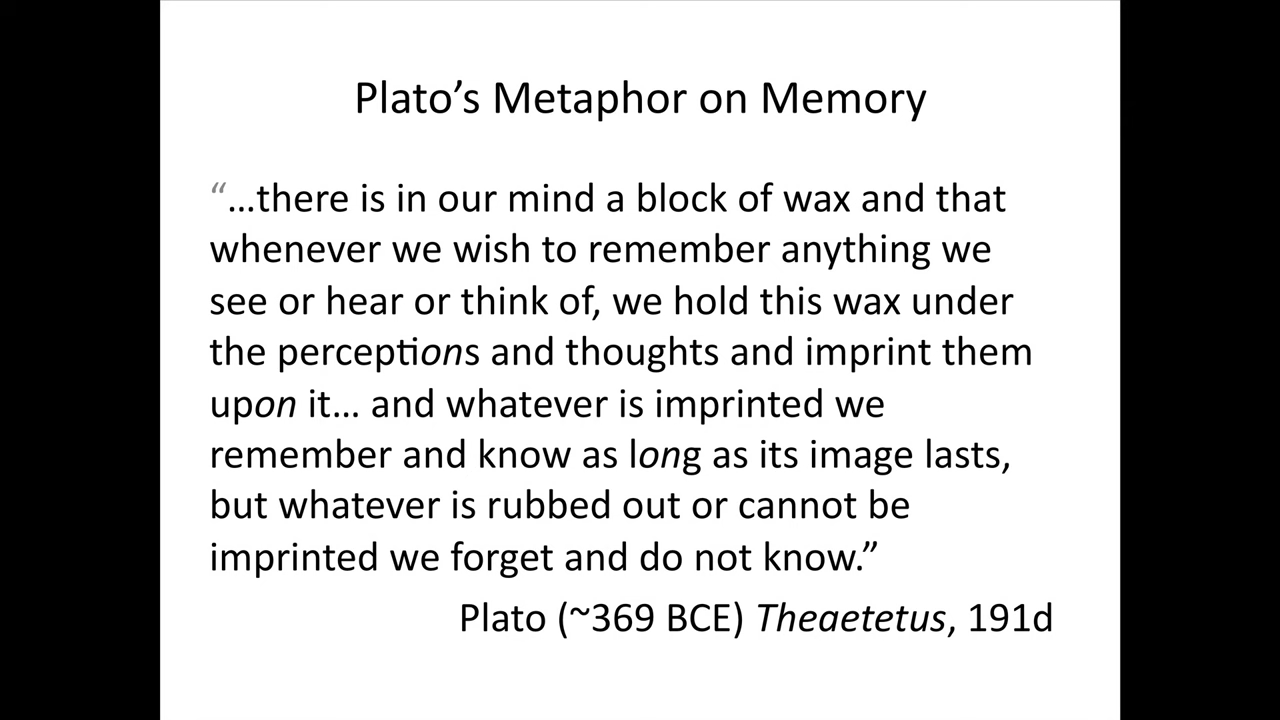 Plato’s Metaphor on Memory
“…there is in our mind a block of wax and that
whenever we wish to remember anything we
see or hear or think of, we hold this wax under
the perceptions and thoughts and imprint them
upon it… and whatever is imprinted we
remember and know as long as its image lasts,
but whatever is rubbed out or cannot be
imprinted we forget and do not know.”
Plato (~369 BCE) Theaetetus, 191d